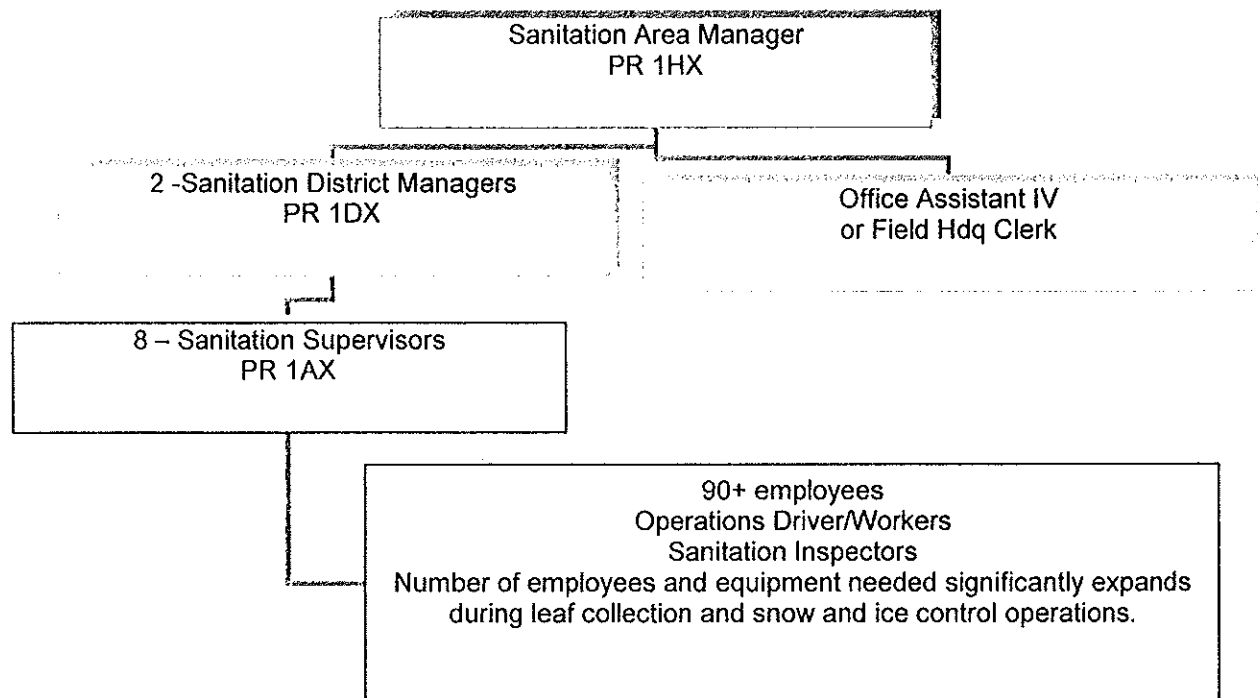 Sanitation Area Manager
PR 1HX
2 -Sanitation District Managers
PR 1DX
Office Assistant IV
or Field Hdq Clerk
8 – Sanitation Supervisors
PR 1AX
90+ employees
Operations Driver/Workers
Sanitation Inspectors
Number of employees and equipment needed significantly expands
during leaf collection and snow and ice control operations.